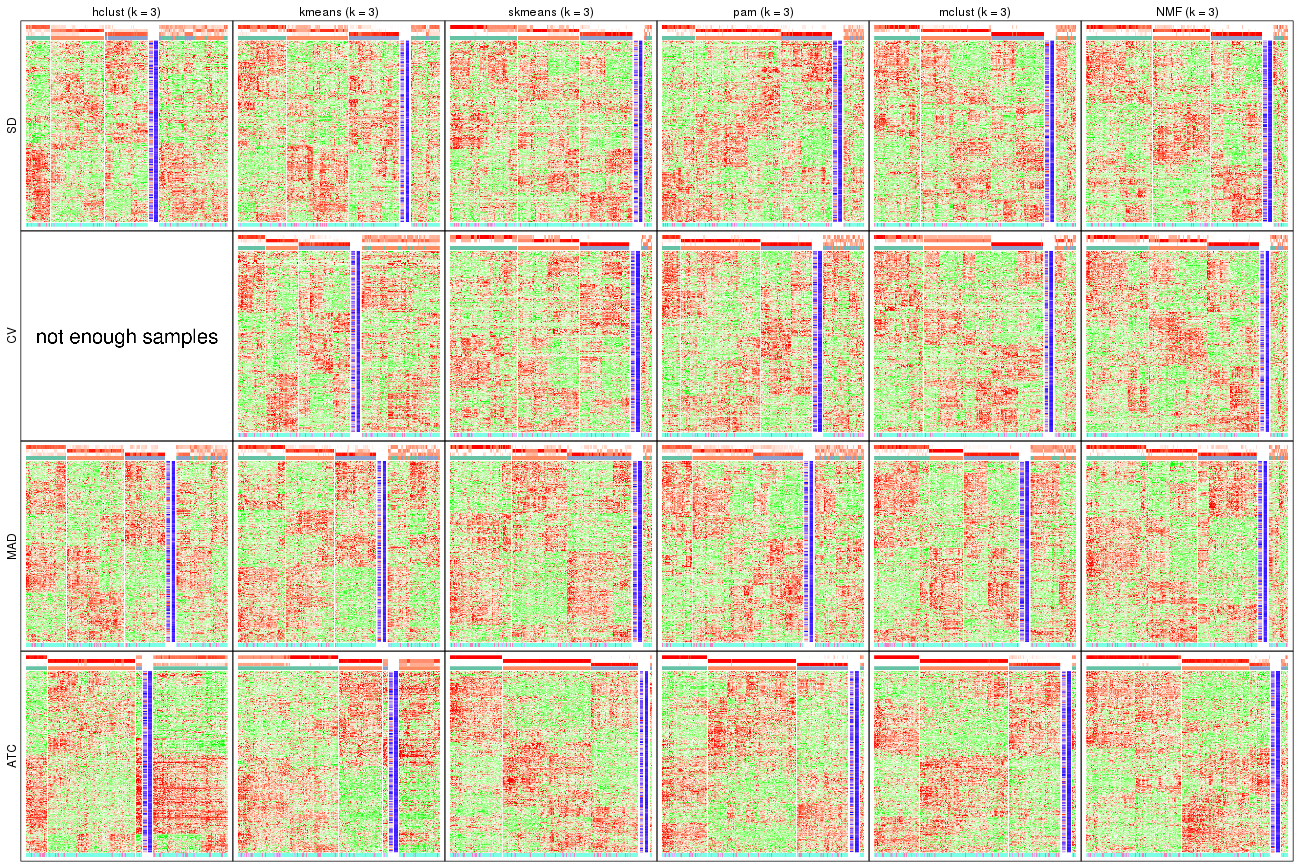 hclust (k = 3)
kmeans (k = 3)
skmeans (k = 3)
pam (k = 3)
mclust (k = 3)
NMF (k = 3)
SD
CV
not enough samples
MAD
ATC